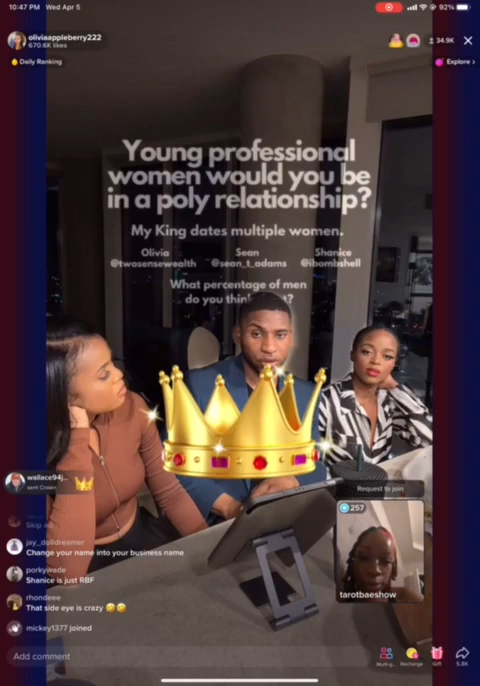 10:47 PM Wed Apr 5
92%
oliviaappleberry222
670.6K likes
34.9K
Daily Ranking
Explore >
Young professional
women would you be
in a poly relationship?
My King dates multiple women.
Olivia Sean Shanice
@twosensewealth @sean_t_adams @ibombshell
What percentage of men
do you
wallace94j...
sent Crown
Request to join
257
Skip ad
jay_dolldreamer
Change your name into your business name
porkywade
Shanice is just RBF
rhondeee
That side eye is crazy 🤣🤣
mickey1377 joined
tarotbaeshow
Add comment
Multi-g...
Recharge
Gift
5.8K